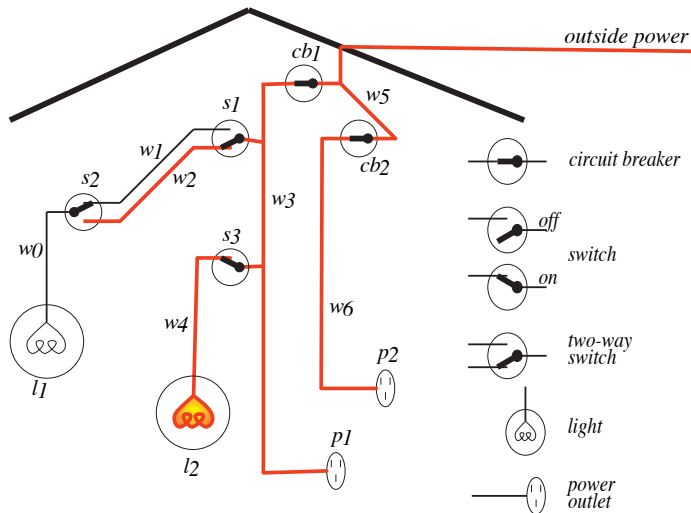 outside power
cb1
w5
s1
cb2
circuit breaker
w1
s2
w2
w3
off
switch
on
w0
s3
w4
w6
two-way
switch
p2
l1
light
l2
p1
power
outlet